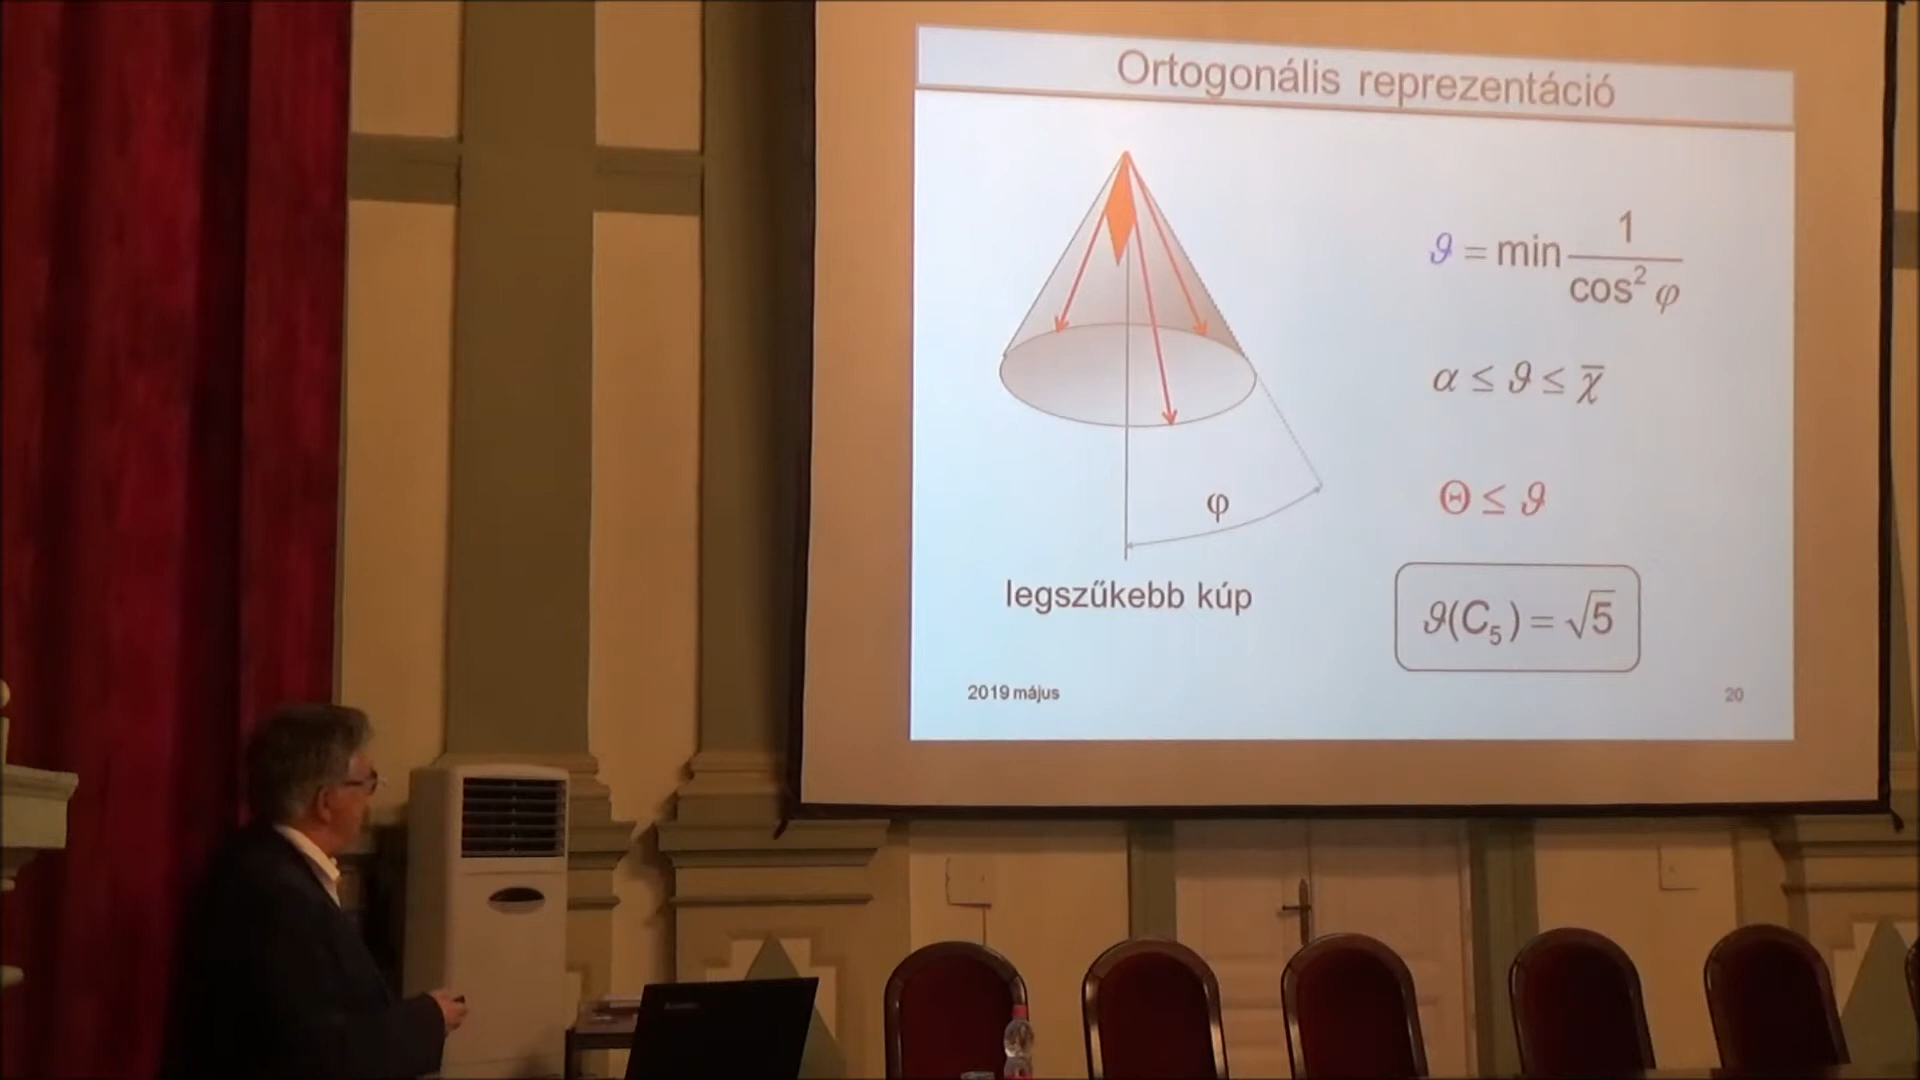 Ortogonális reprezentáció
ϑ = min 1 / cos² φ
α ≤ ϑ ≤ χ̅
Θ ≤ ϑ
φ
legszűkebb kúp
ϑ(C₅) = √5
2019 május
20